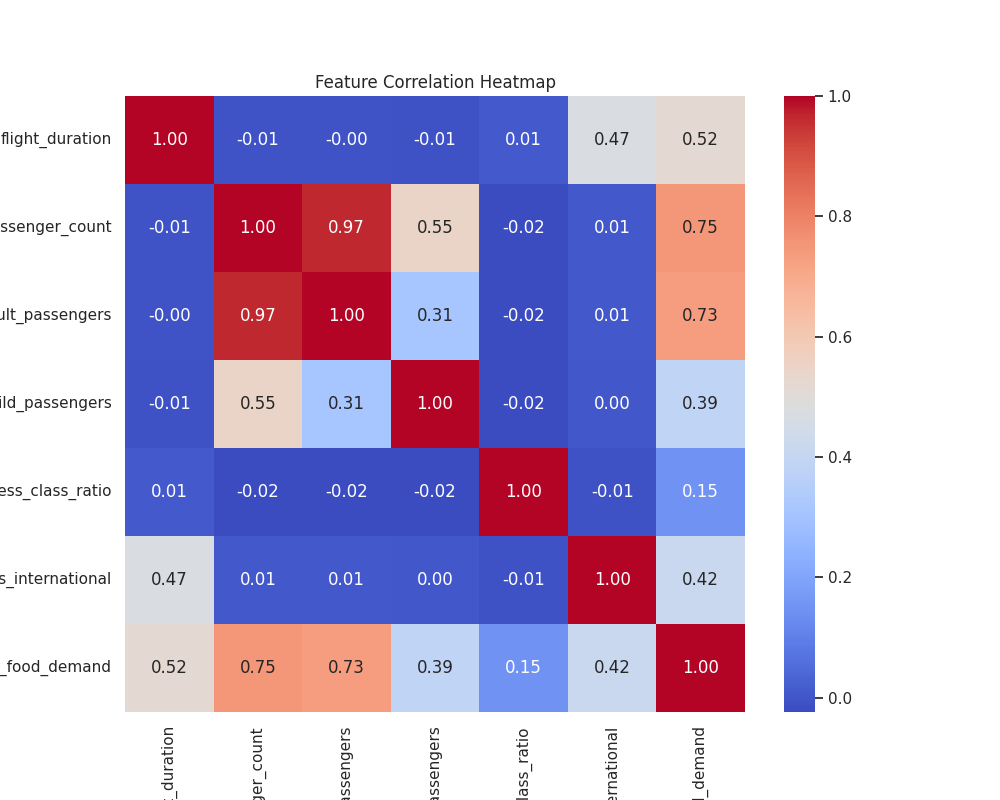 Feature Correlation Heatmap
flight_duration 1.00 -0.01 -0.00 -0.01 0.01 0.47 0.52
ssenger_count -0.01 1.00 0.97 0.55 -0.02 0.01 0.75
ult_passengers -0.00 0.97 1.00 0.31 -0.02 0.01 0.73
ild_passengers -0.01 0.55 0.31 1.00 -0.02 0.00 0.39
ess_class_ratio 0.01 -0.02 -0.02 -0.02 1.00 -0.01 0.15
s_international 0.47 0.01 0.01 0.00 -0.01 1.00 0.42
_food_demand 0.52 0.75 0.73 0.39 0.15 0.42 1.00
t_duration
ger_count
assengers
assengers
lass_ratio
ernational
d_demand
1.0
0.8
0.6
0.4
0.2
0.0